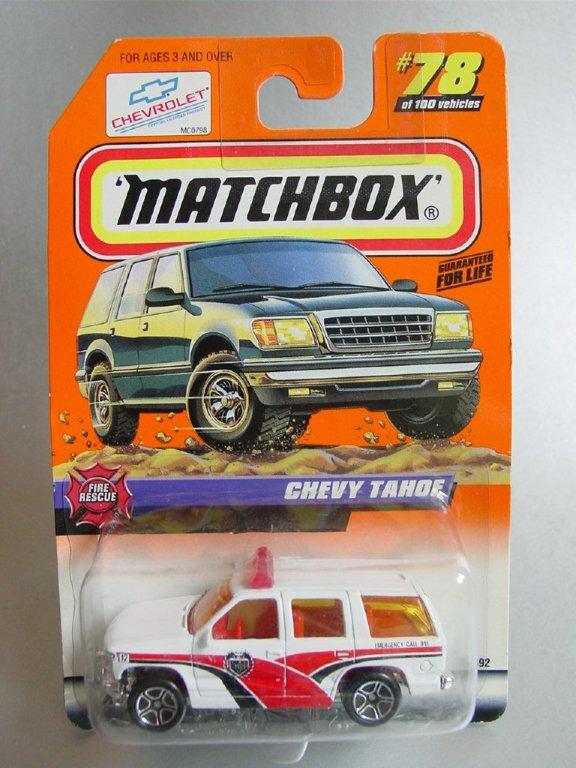 FOR AGES 3 AND OVER
CHEVROLET
MC0798
#78
of 100 vehicles
'MATCHBOX'®
GUARANTEED
FOR LIFE
CHEVY TAHOE
FIRE
RESCUE
EMERGENCY CALL 911
92